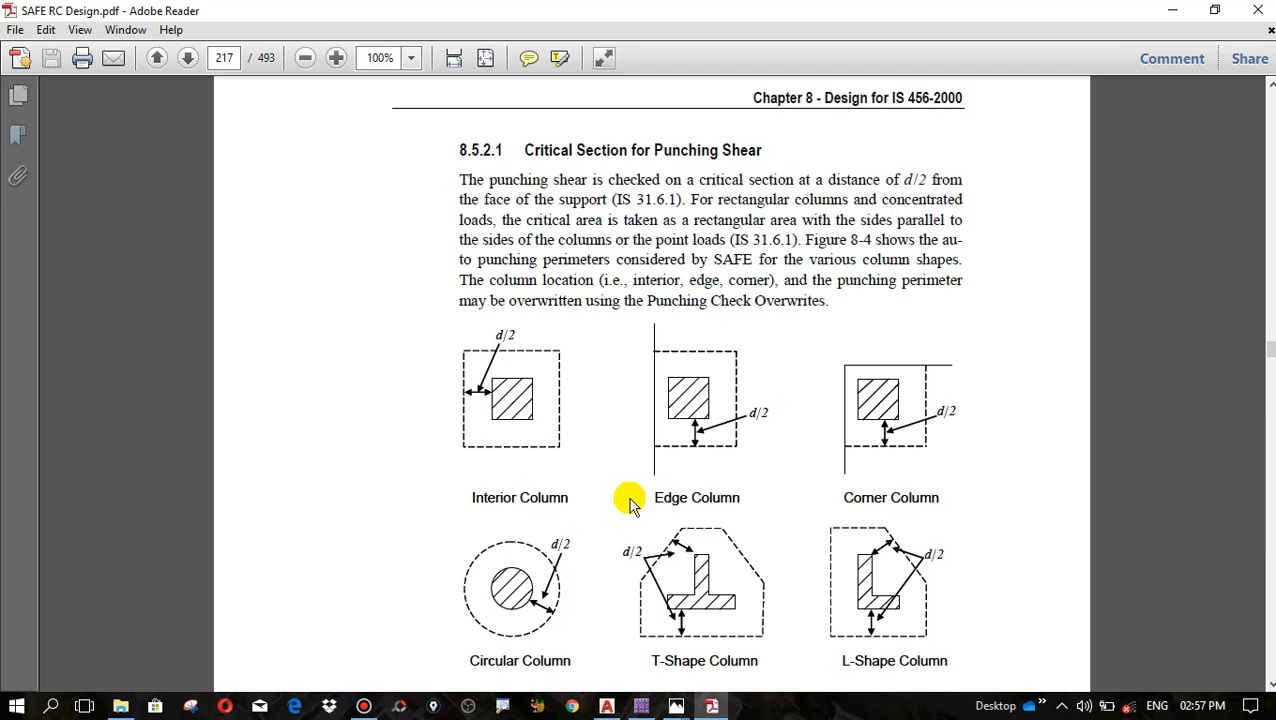 SAFE RC Design.pdf - Adobe Reader
File Edit View Window Help
217 / 493 100% Comment Share
Chapter 8 - Design for IS 456-2000
8.5.2.1 Critical Section for Punching Shear
The punching shear is checked on a critical section at a distance of d/2 from
the face of the support (IS 31.6.1). For rectangular columns and concentrated
loads, the critical area is taken as a rectangular area with the sides parallel to
the sides of the columns or the point loads (IS 31.6.1). Figure 8-4 shows the au-
to punching perimeters considered by SAFE for the various column shapes.
The column location (i.e., interior, edge, corner), and the punching perimeter
may be overwritten using the Punching Check Overwrites.
d/2
d/2
d/2
Interior Column Edge Column Corner Column
d/2
d/2
d/2
Circular Column T-Shape Column L-Shape Column
Desktop ENG 02:57 PM